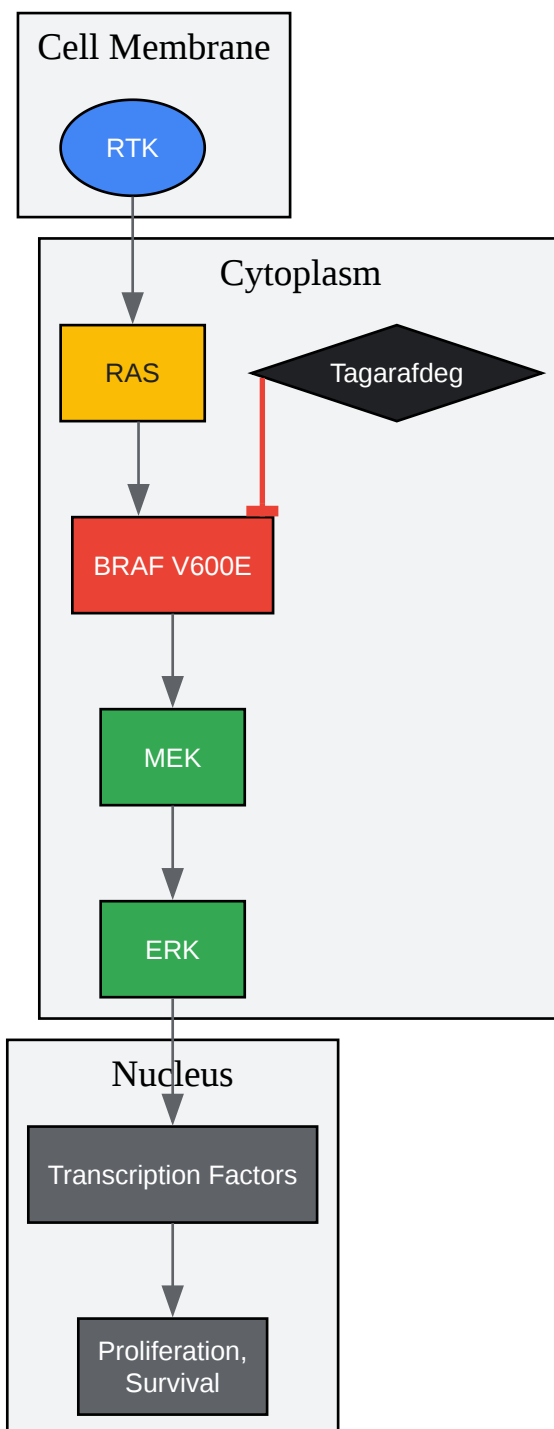 Cell Membrane
RTK
Cytoplasm
RAS
Tagarafdeg
BRAF V600E
MEK
ERK
Nucleus
Transcription Factors
Proliferation,
Survival